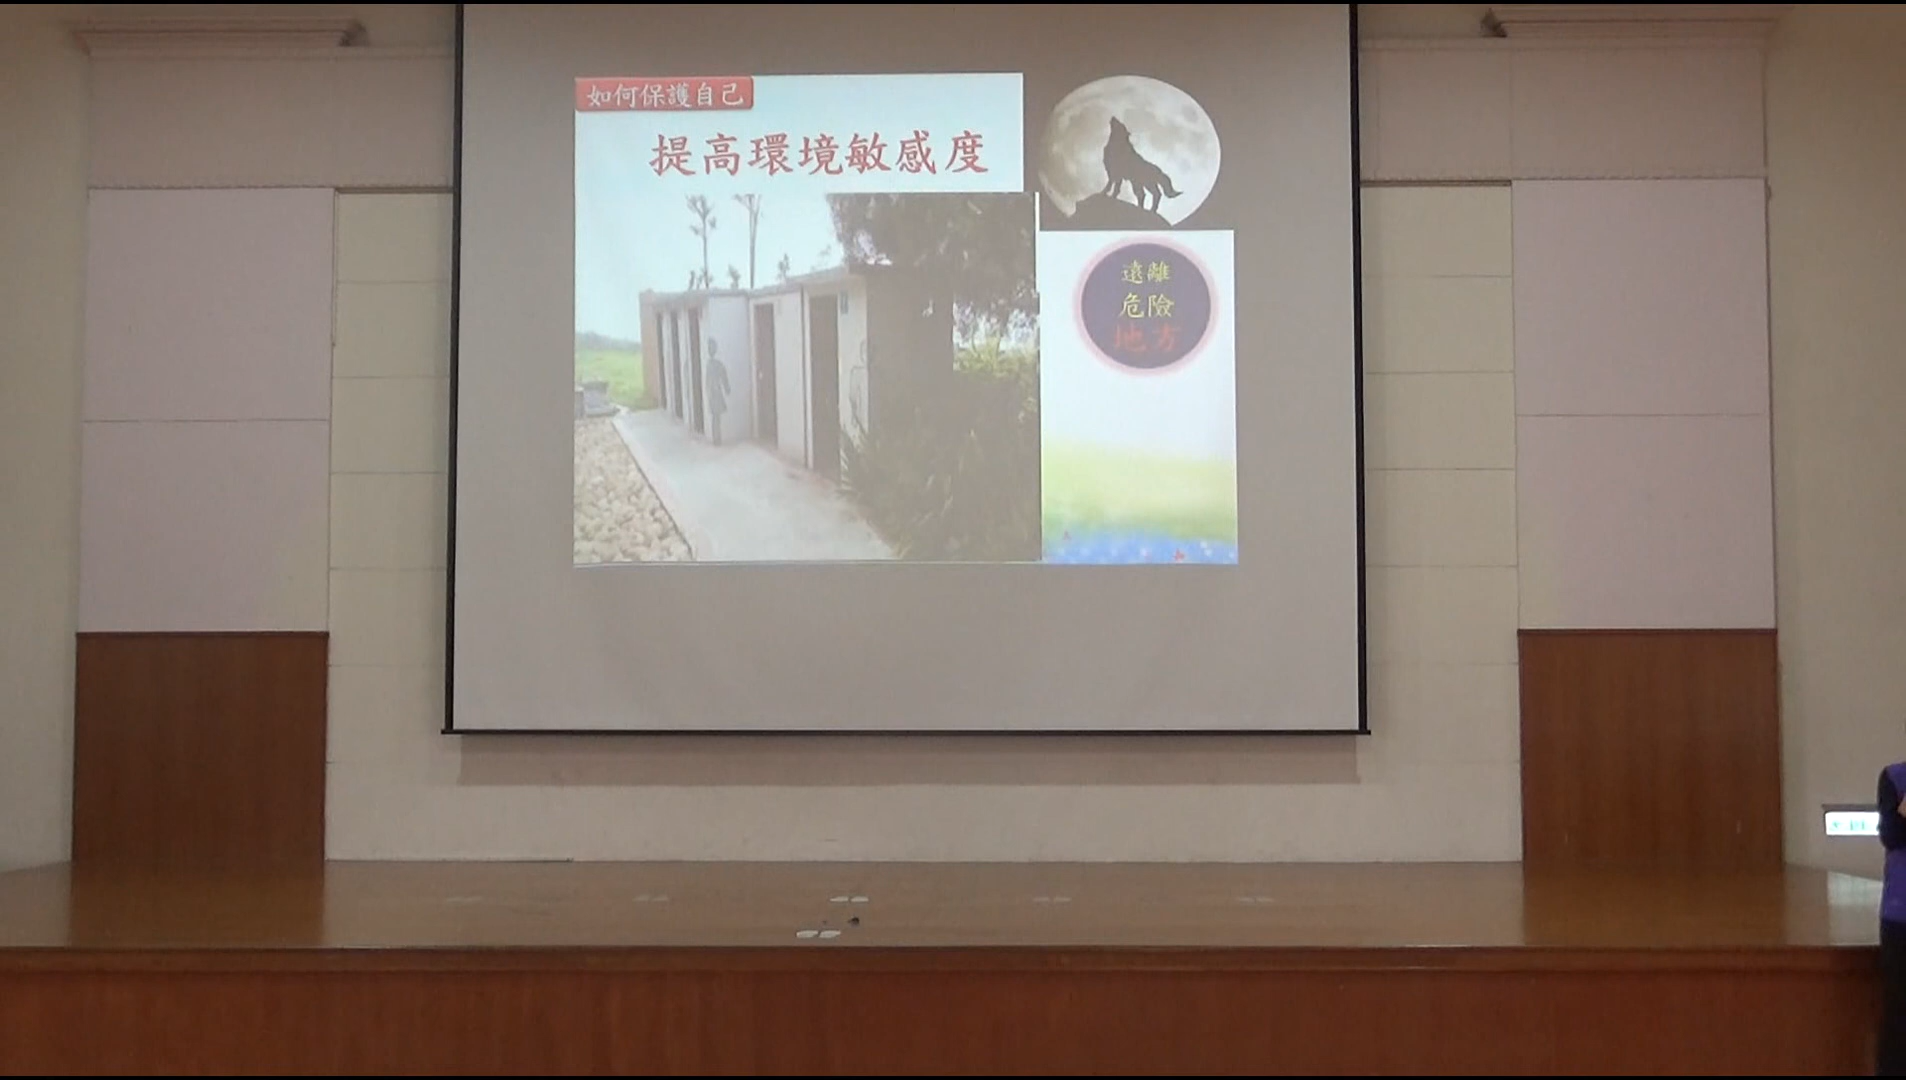 如何保護自己
提高環境敏感度
遠離
危險
地方